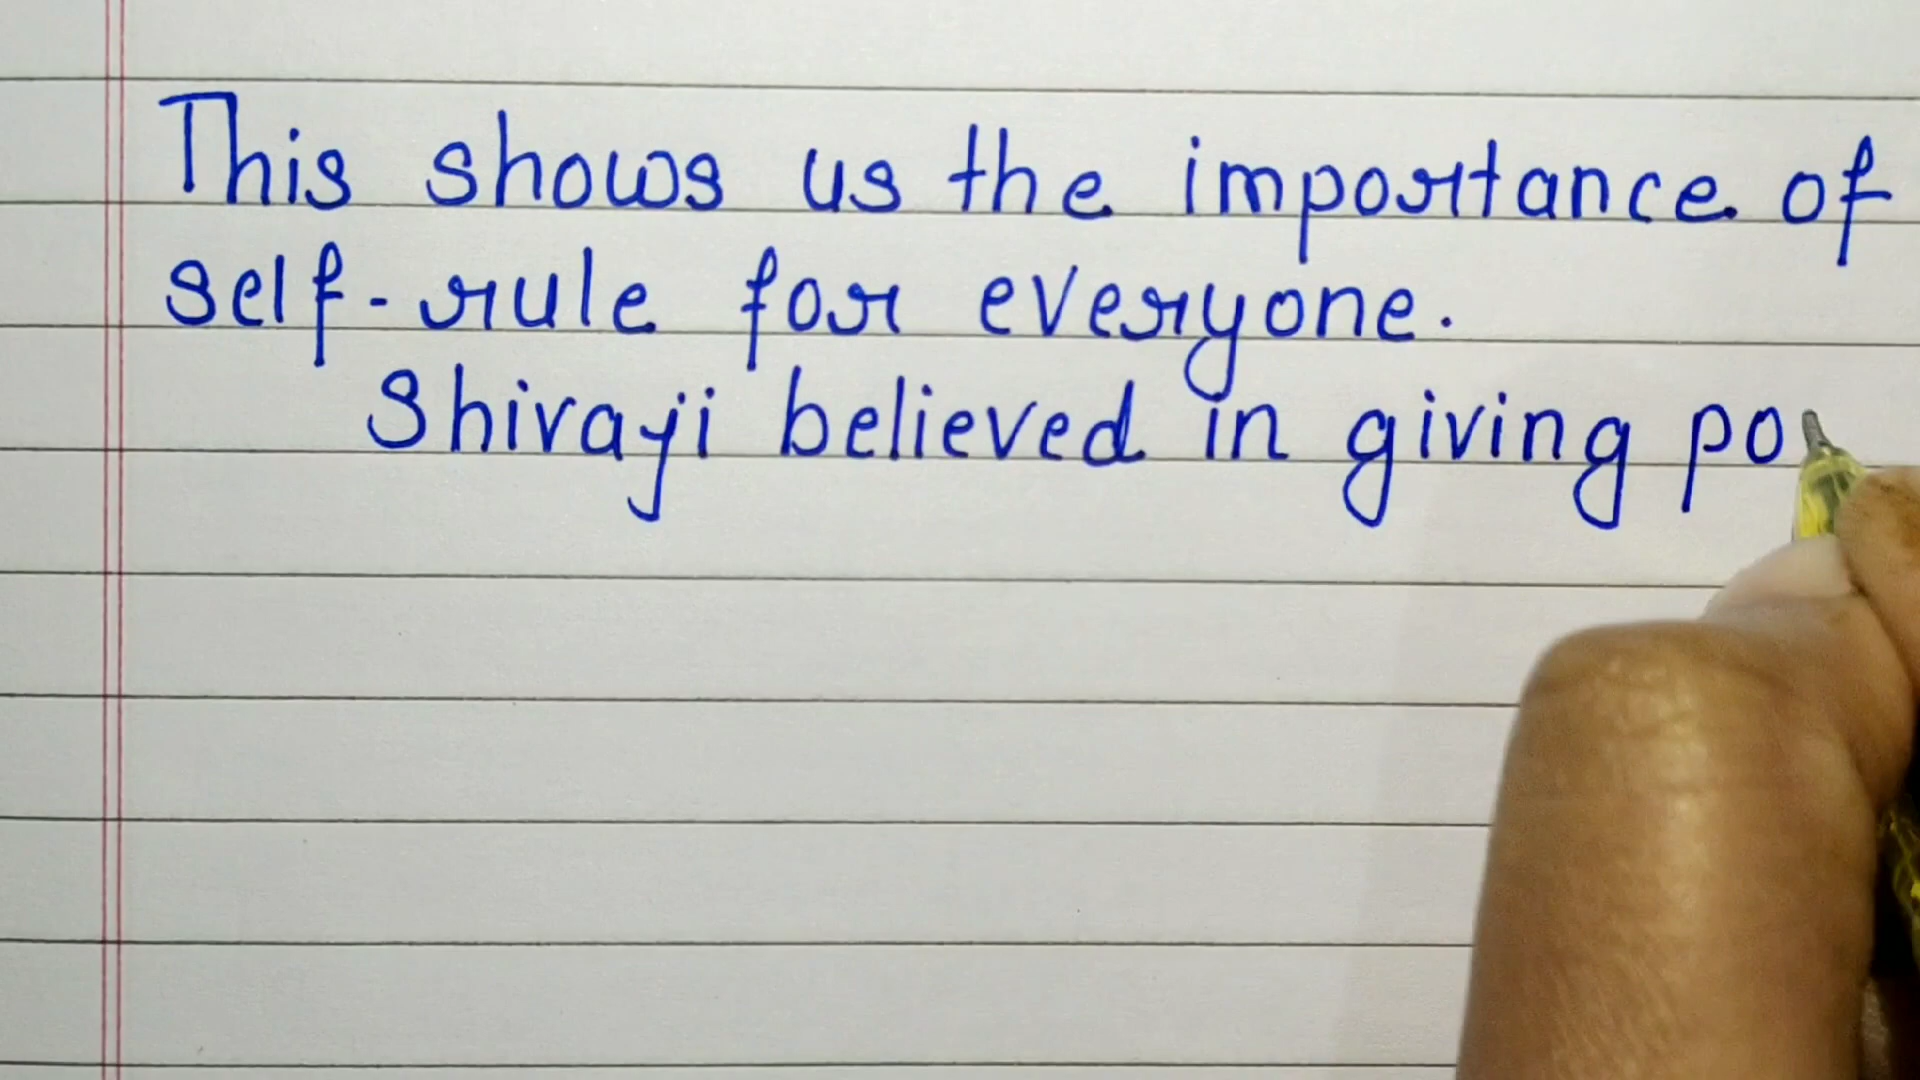 This shows us the importance of
self-rule for everyone.
Shivaji believed in giving po